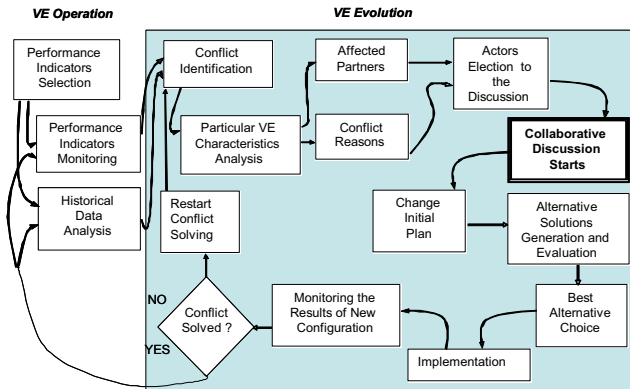 VE Operation
VE Evolution
Performance
Indicators
Selection
Conflict
Identification
Affected
Partners
Actors
Election to
the
Discussion
Performance
Indicators
Monitoring
Particular VE
Characteristics
Analysis
Conflict
Reasons
Collaborative
Discussion
Starts
Historical
Data
Analysis
Restart
Conflict
Solving
Change
Initial
Plan
Alternative
Solutions
Generation and
Evaluation
NO
YES
Conflict
Solved ?
Monitoring the
Results of New
Configuration
Best
Alternative
Choice
Implementation